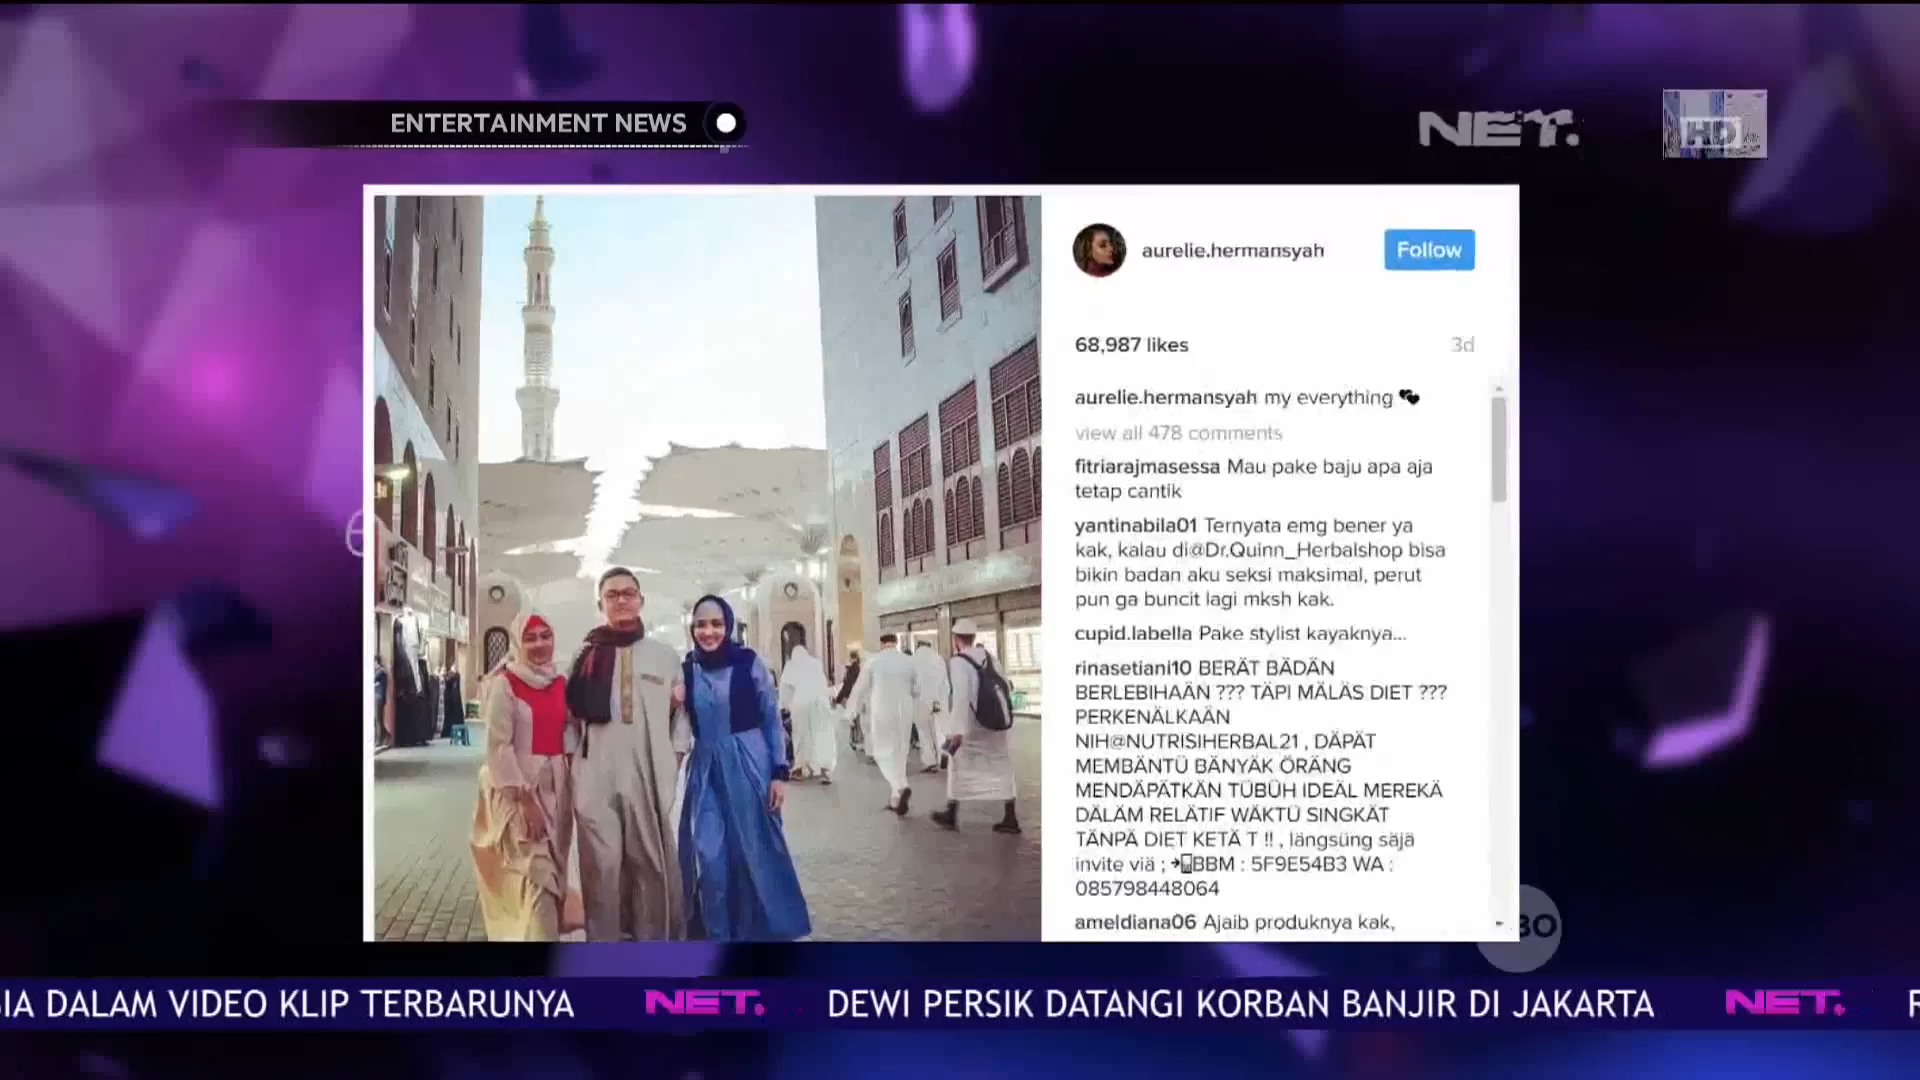 ENTERTAINMENT NEWS
NET.
HD
aurelie.hermansyah
Follow
68,987 likes
3d
aurelie.hermansyah my everything 🖤
view all 478 comments
fitriarajmasessa Mau pake baju apa aja
tetap cantik
yantinabila01 Ternyata emg bener ya
kak, kalau di@Dr.Quinn_Herbalshop bisa
bikin badan aku seksi maksimal, perut
pun ga buncit lagi mksh kak.
cupid.labella Pake stylist kayaknya...
rinasetiani10 BERÄT BÄDÄN
BERLEBIHAÄN ??? TÄPI MÄLÄS DIET ???
PERKENÄLKAÄN
NIH@NUTRISIHERBAL21 , DÄPÄT
MEMBÄNTÜ BÄNYÄK ÖRÄNG
MENDÄPÄTKÄN TÜBÜH IDEÄL MEREKÄ
DÄLÄM RELÄTIF WÄKTÜ SINGKÄT
TÄNPÄ DIET KETÄ T !! , längsüng säjä
invite viä ; 📲BBM : 5F9E54B3 WA :
085798448064
ameldiana06 Ajaib produknya kak,
30
IA DALAM VIDEO KLIP TERBARUNYA
NET.
DEWI PERSIK DATANGI KORBAN BANJIR DI JAKARTA
NET.